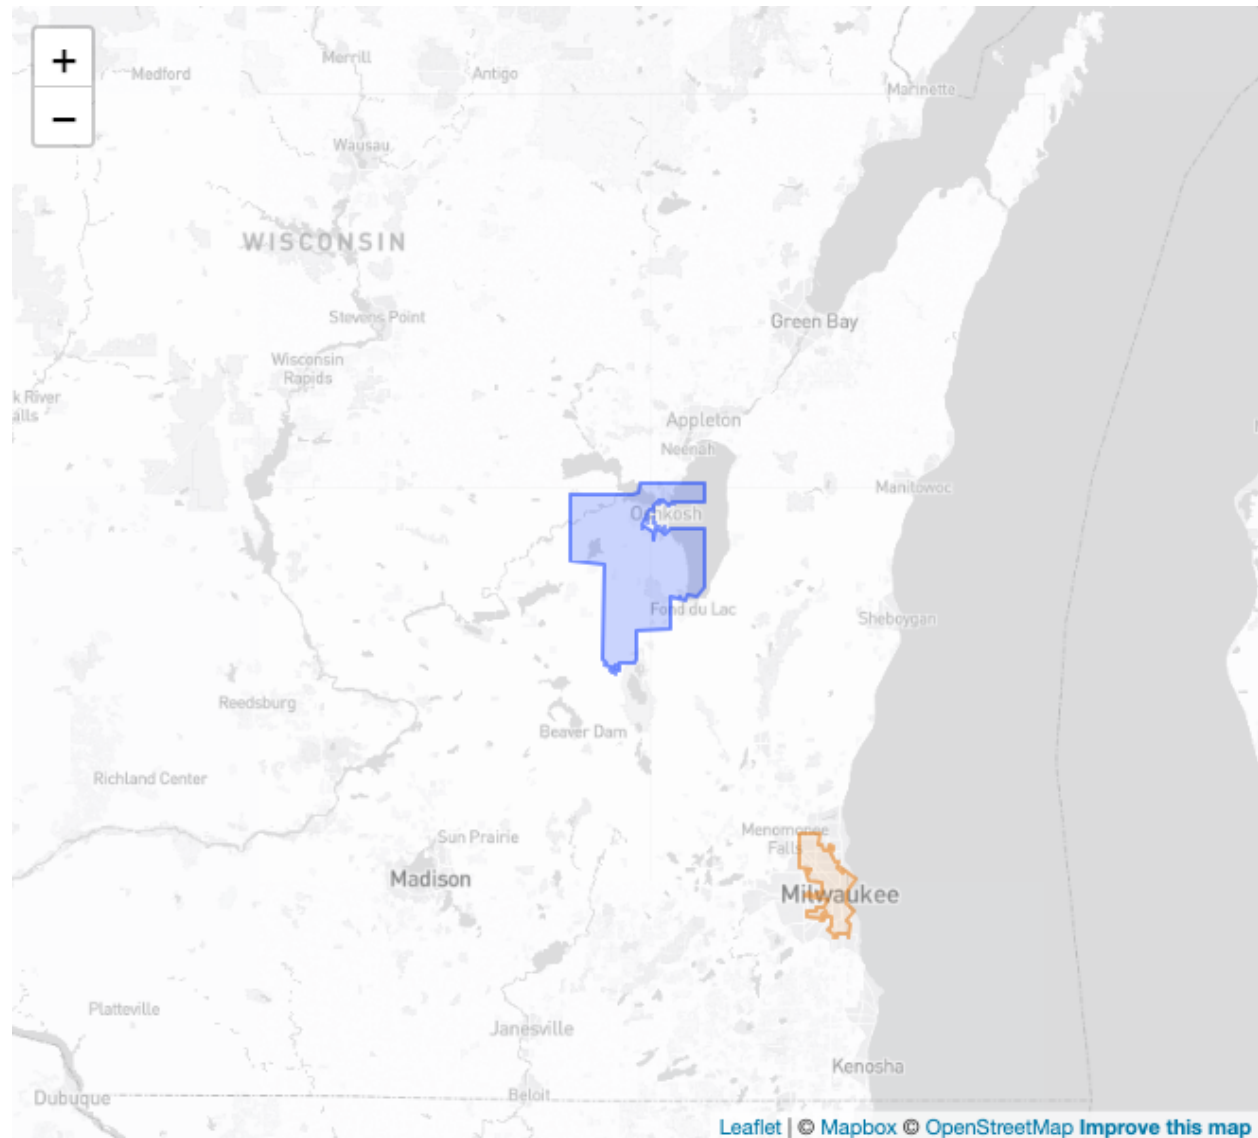 +
−
Medford
Merrill
Antigo
Marinette
Wausau
WISCONSIN
Stevens Point
Green Bay
Wisconsin
Rapids
k River
alls
Appleton
Neenah
Manitowoc
Oshkosh
Fond du Lac
Sheboygan
Reedsburg
Beaver Dam
Richland Center
Sun Prairie
Menomonee
Falls
Madison
Milwaukee
Platteville
Janesville
Kenosha
Dubuque
Beloit
Leaflet | © Mapbox © OpenStreetMap Improve this map